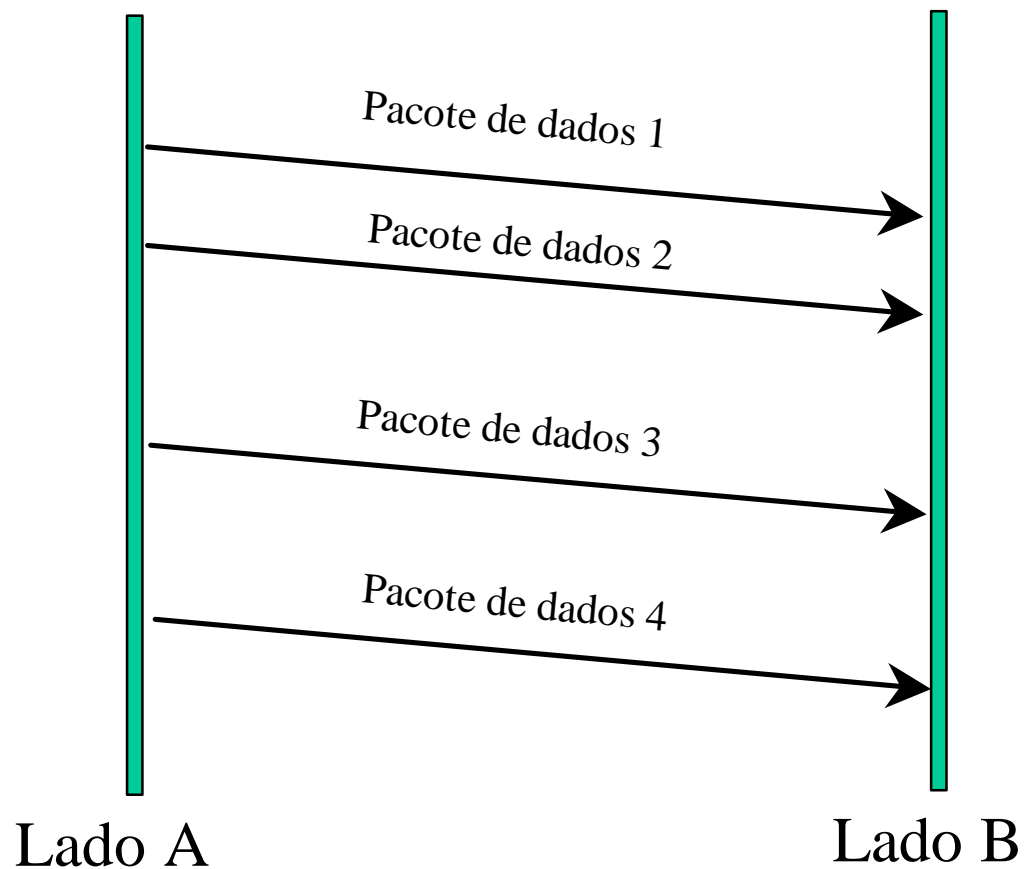 Pacote de dados 1
Pacote de dados 2
Pacote de dados 3
Pacote de dados 4
Lado A
Lado B